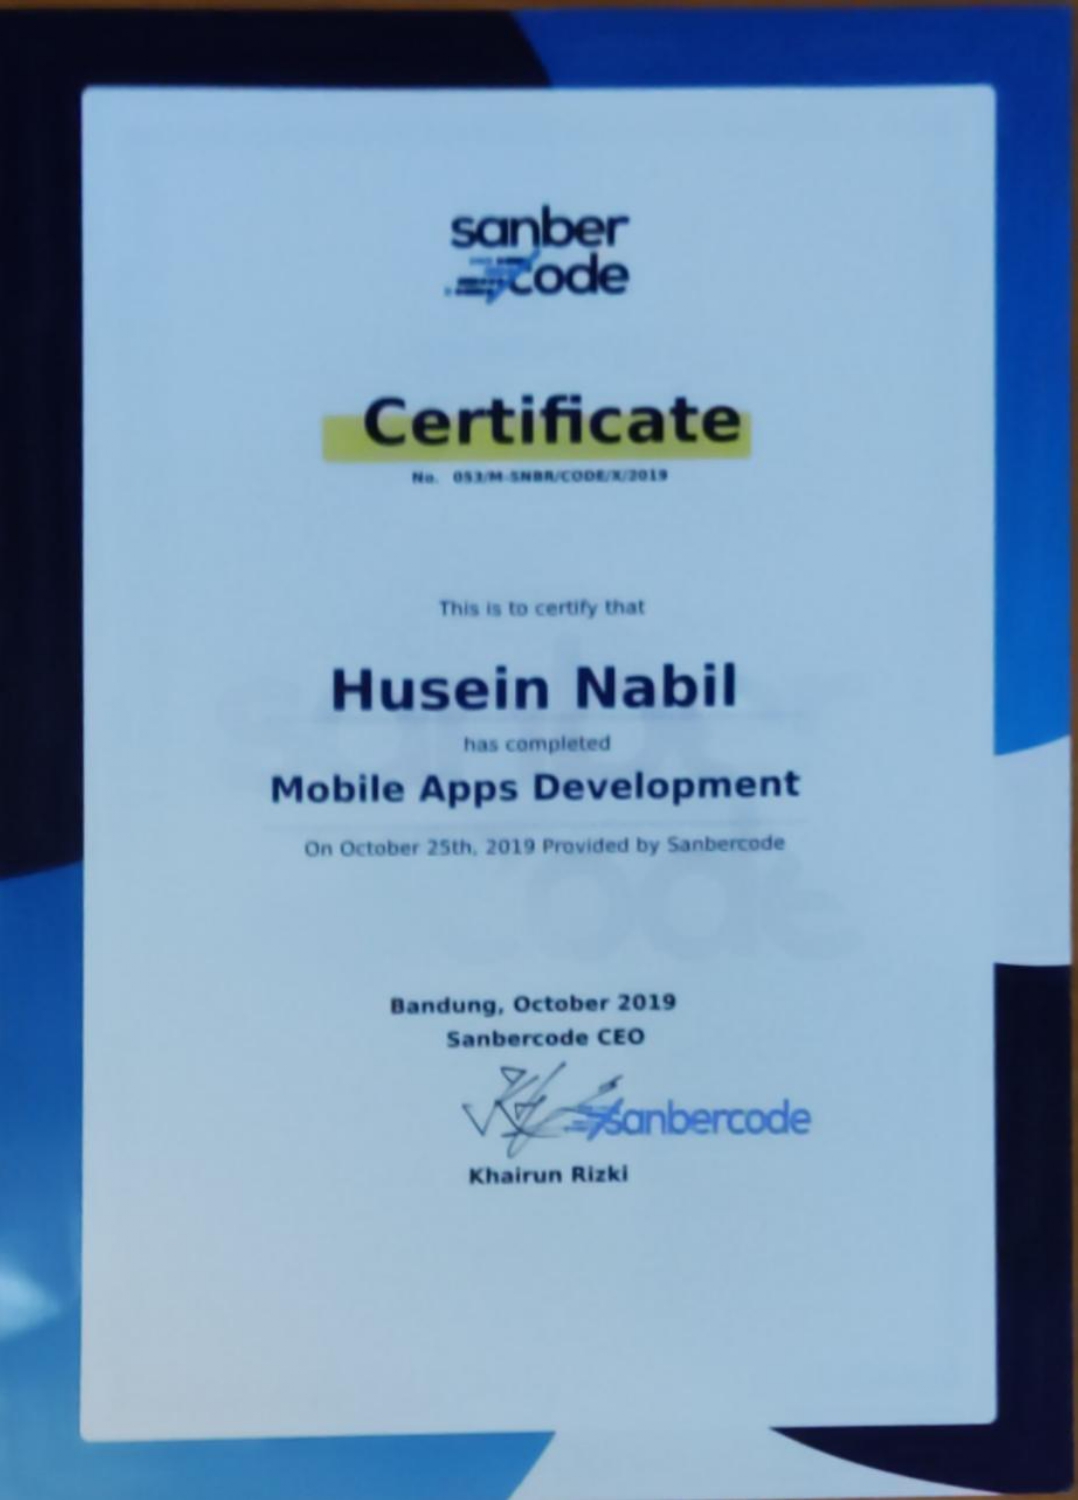 sanber
code
Certificate
No. 053/M-SNBR/CODE/X/2019
This is to certify that
Husein Nabil
has completed
Mobile Apps Development
On October 25th, 2019 Provided by Sanbercode
Bandung, October 2019
Sanbercode CEO
sanbercode
Khairun Rizki